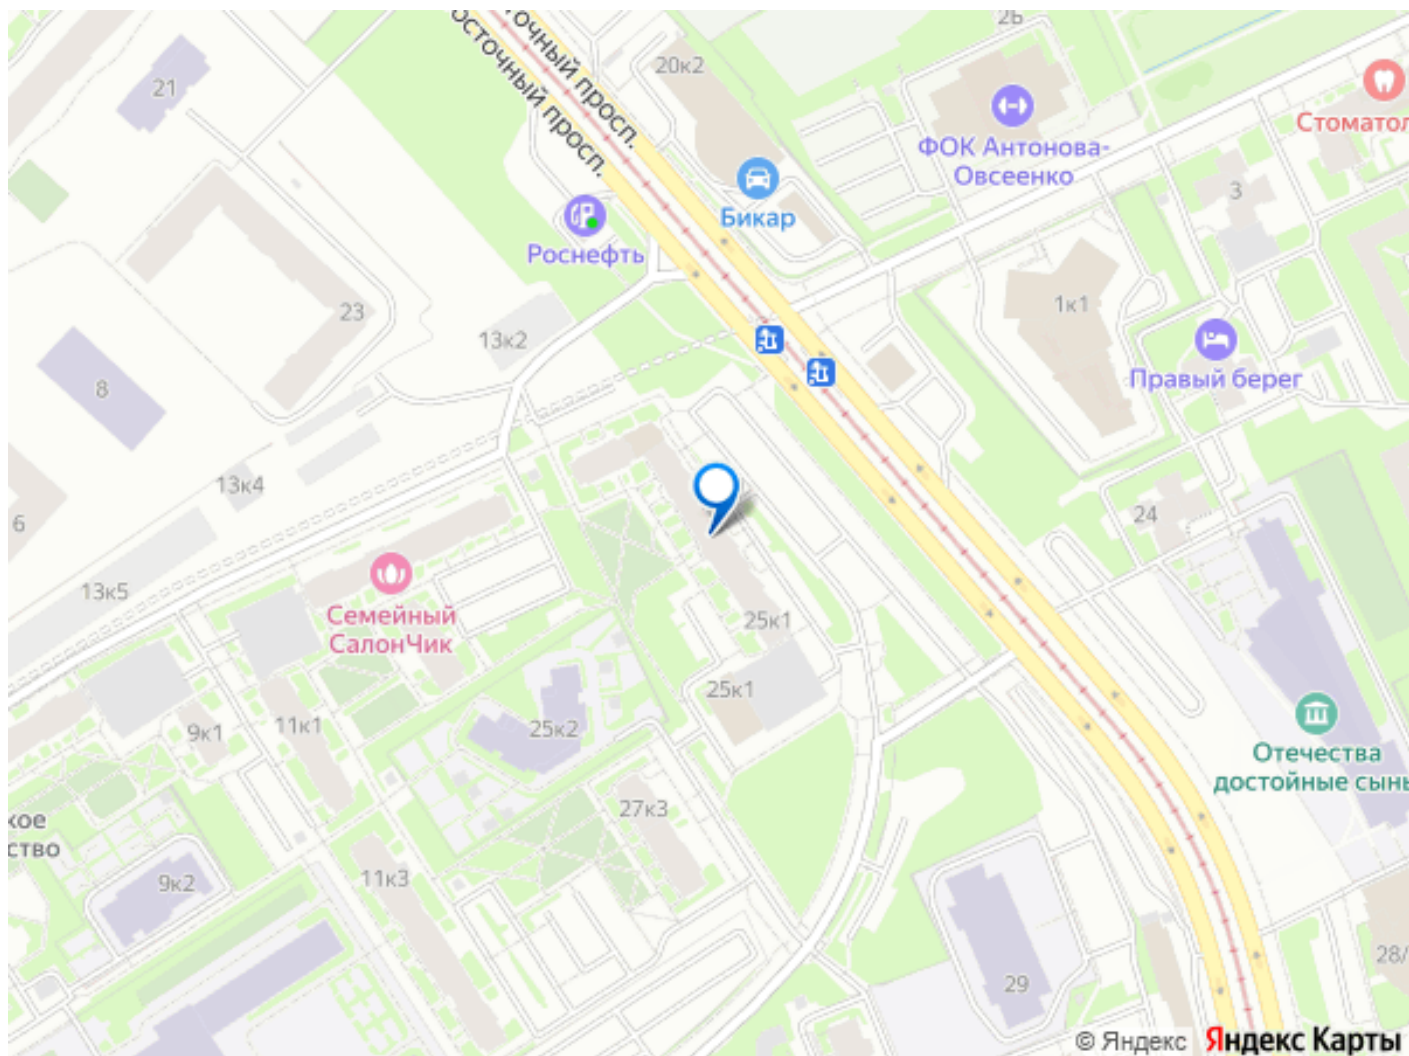 2Б
точный просп.
осточный просп.
20к2
21
Стоматол
ФОК Антонова-
Овсеенко
3
Бикар
Роснефть
1к1
23
13к2
Правый берег
8
13к4
6
24
13к5
Семейный
СалонЧик
25к1
25к1
9к1
11к1
25к2
Отечества
достойные сыны
27к3
кое
ство
9к2
11к3
28/
29
© Яндекс Яндекс Карты